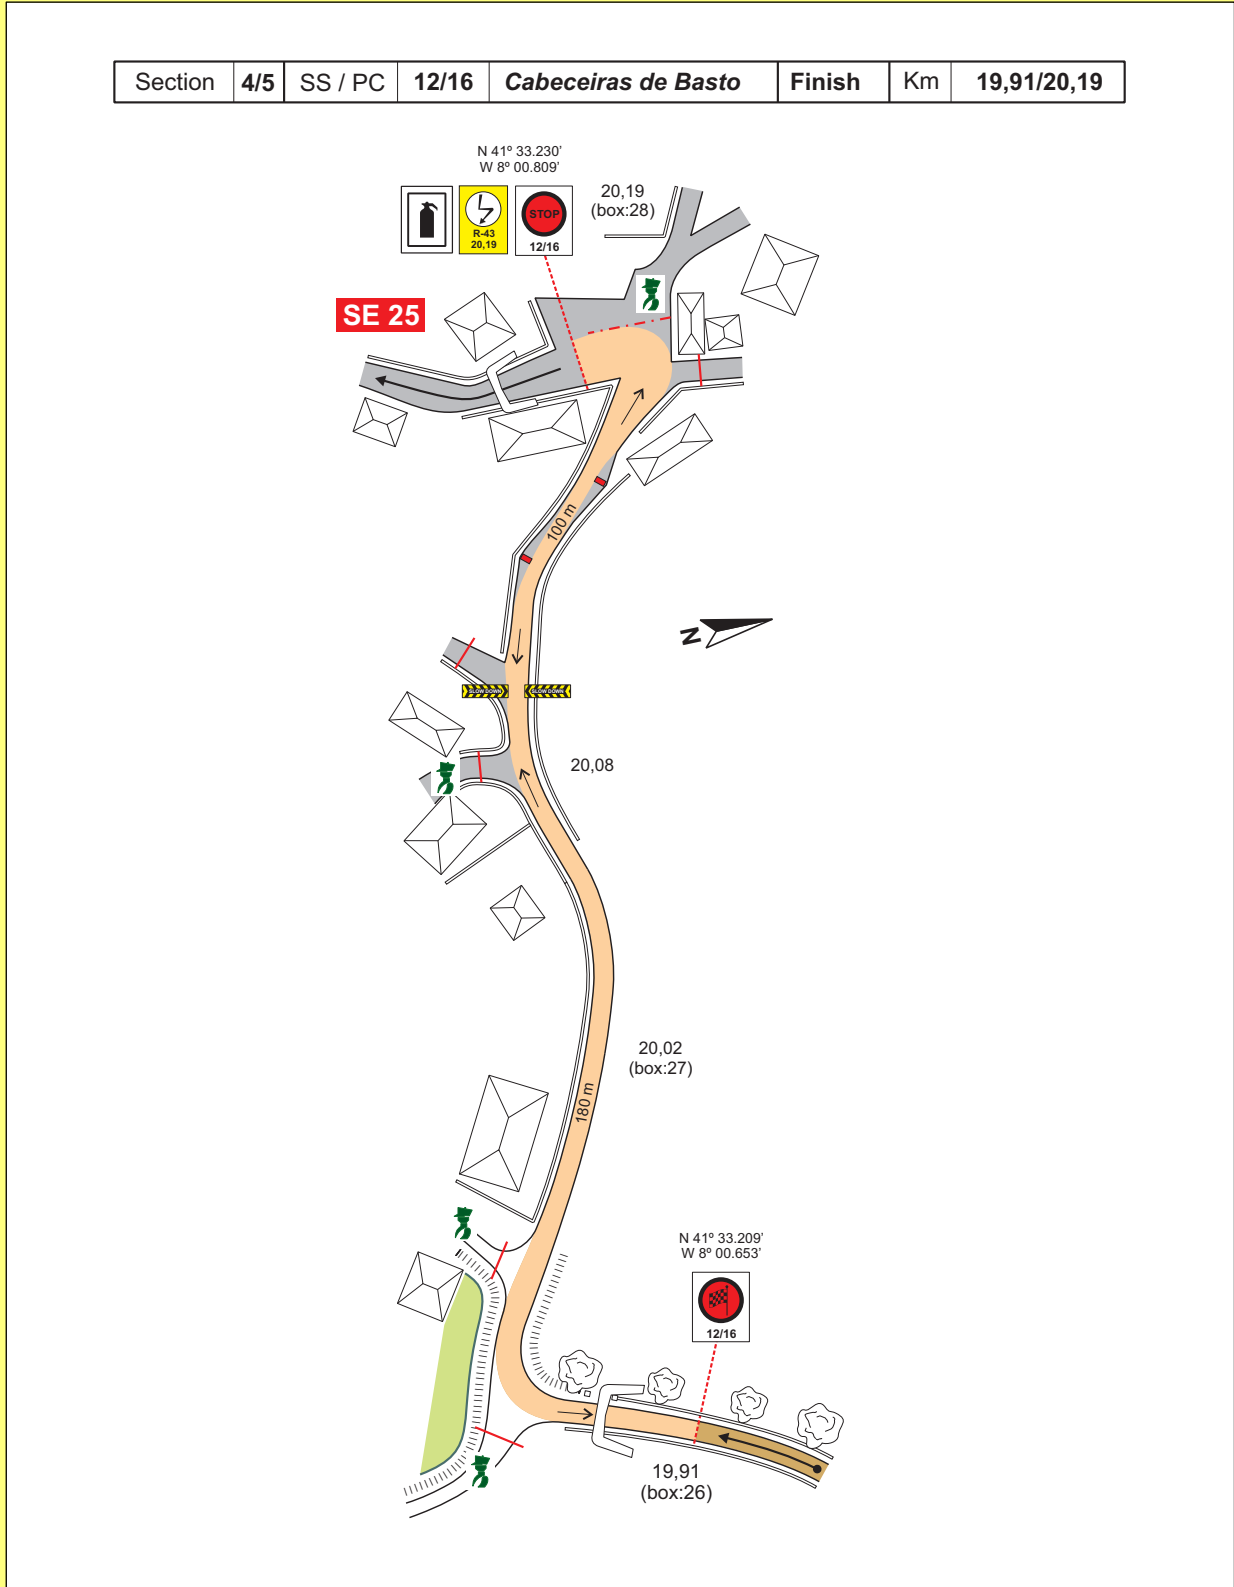 Section 4/5 SS / PC 12/16 Cabeceiras de Basto Finish Km 19,91/20,19
N 41º 33.230'
W 8º 00.809'
20,19
(box:28)
R-43
20,19
STOP
12/16
SE 25
100 m
N
SLOW DOWN SLOW DOWN
20,08
20,02
(box:27)
180 m
N 41º 33.209'
W 8º 00.653'
12/16
19,91
(box:26)